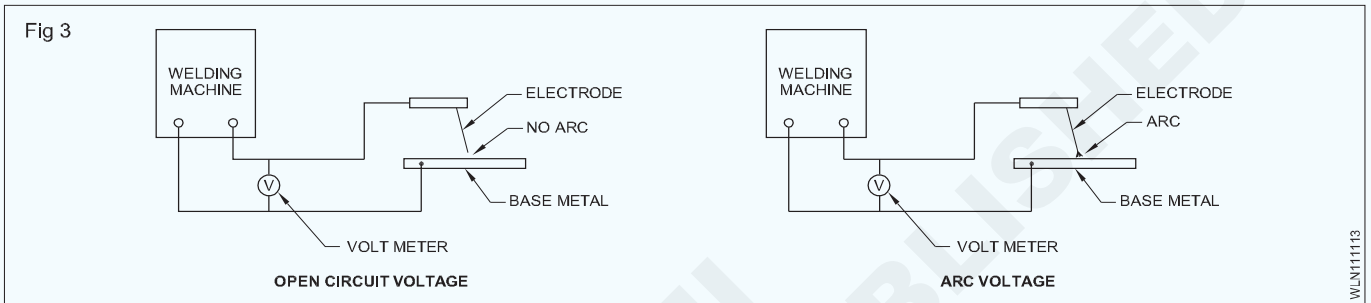 Fig 3
WELDING
MACHINE
ELECTRODE
NO ARC
BASE METAL
V
VOLT METER
OPEN CIRCUIT VOLTAGE
WELDING
MACHINE
ELECTRODE
ARC
BASE METAL
V
VOLT METER
ARC VOLTAGE
WLN111113